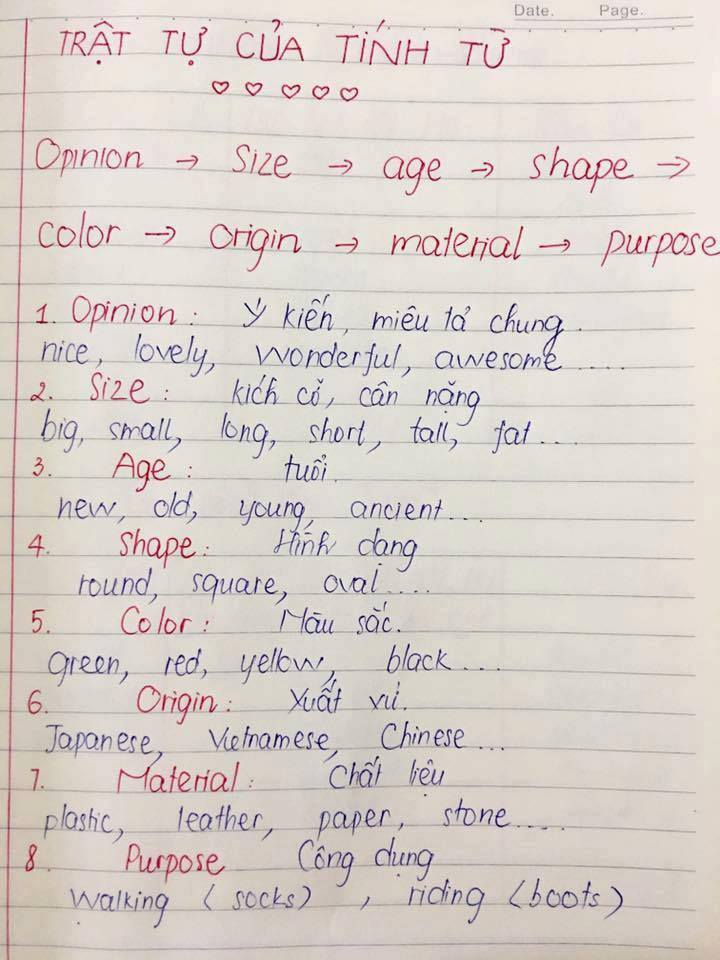 Date. Page.
TRẬT TỰ CỦA TÍNH TỪ
Opinion → Size → age → shape →
color → origin → material → purpose
1. Opinion: Ý kiến, miêu tả chung.
nice, lovely, wonderful, awesome.....
2. Size: kích cỡ, cân nặng
big, small, long, short, tall, fat...
3. Age: tuổi.
new, old, young, ancient...
4. Shape: Hình dạng
round, square, oval....
5. Color: Màu sắc.
green, red, yellow, black...
6. Origin: Xuất xứ.
Japanese, Vietnamese, Chinese...
7. Material: Chất liệu
plastic, leather, paper, stone....
8. Purpose Công dụng
Walking (socks), riding (boots)